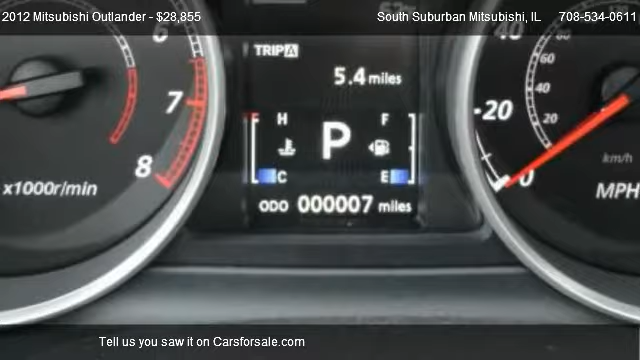 2012 Mitsubishi Outlander - $28,855
South Suburban Mitsubishi, IL 708-534-0611
TRIP A
5.4 miles
H F
P
C E
ODO 000007 miles
6
7
8
x1000r/min
40
20
0
60
40
20
km/h
MPH
Tell us you saw it on Carsforsale.com